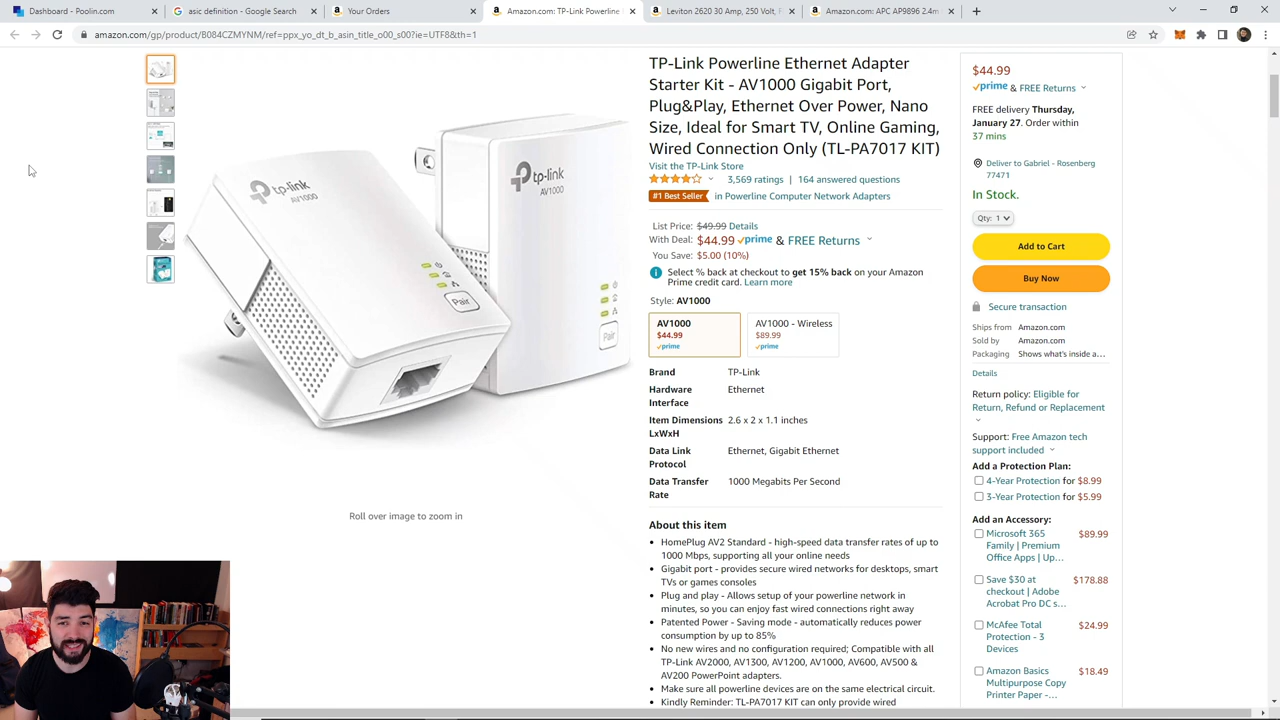 Dashboard - Poolin.com
asic definition - Google Search
Your Orders
Amazon.com: TP-Link Powerline
Leviton 2620 30 Amp, 250 Volt,
Amazon.com: APC AP9896 2.4m
amazon.com/gp/product/B084CZMYNM/ref=ppx_yo_dt_b_asin_title_o00_s00?ie=UTF8&th=1
tp-link
AV1000
Pair
tp-link
AV1000
Pair
Roll over image to zoom in
TP-Link Powerline Ethernet Adapter
Starter Kit - AV1000 Gigabit Port,
Plug&Play, Ethernet Over Power, Nano
Size, Ideal for Smart TV, Online Gaming,
Wired Connection Only (TL-PA7017 KIT)
Visit the TP-Link Store
3,569 ratings | 164 answered questions
#1 Best Seller in Powerline Computer Network Adapters
List Price: $49.99 Details
With Deal: $44.99 prime & FREE Returns
You Save: $5.00 (10%)
Select % back at checkout to get 15% back on your Amazon
Prime credit card. Learn more
Style: AV1000
AV1000
$44.99
prime
AV1000 - Wireless
$89.99
prime
Brand TP-Link
Hardware Ethernet
Interface
Item Dimensions 2.6 x 2 x 1.1 inches
LxWxH
Data Link Ethernet, Gigabit Ethernet
Protocol
Data Transfer 1000 Megabits Per Second
Rate
About this item
• HomePlug AV2 Standard - high-speed data transfer rates of up to
1000 Mbps, supporting all your online needs
• Gigabit port - provides secure wired networks for desktops, smart
TVs or games consoles
• Plug and play - Allows setup of your powerline network in
minutes, so you can enjoy fast wired connections right away
• Patented Power - Saving mode - automatically reduces power
consumption by up to 85%
• No new wires and no configuration required; Compatible with all
TP-Link AV2000, AV1300, AV1200, AV1000, AV600, AV500 &
AV200 PowerPoint adapters.
• Make sure all powerline devices are on the same electrical circuit.
• Kindly Reminder: TL-PA7017 KIT can only provide wired
$44.99
prime & FREE Returns
FREE delivery Thursday,
January 27. Order within
37 mins
Deliver to Gabriel - Rosenberg
77471
In Stock.
Qty: 1
Add to Cart
Buy Now
Secure transaction
Ships from Amazon.com
Sold by Amazon.com
Packaging Shows what's inside a…
Details
Return policy: Eligible for
Return, Refund or Replacement
Support: Free Amazon tech
support included
Add a Protection Plan:
4-Year Protection for $8.99
3-Year Protection for $5.99
Add an Accessory:
Microsoft 365 $89.99
Family | Premium
Office Apps | Up…
Save $30 at $178.88
checkout | Adobe
Acrobat Pro DC s…
McAfee Total $24.99
Protection - 3
Devices
Amazon Basics $18.49
Multipurpose Copy
Printer Paper -…